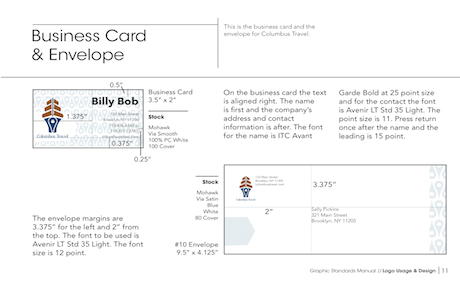 Business Card
& Envelope
This is the business card and the
envelope for Columbus Travel.
0.5"
Billy Bob
1.375"
Columbus Travel
0.375"
0.25"
Business Card
3.5" x 2"
Stock
Mohawk
Via Smooth
100% PC White
100 Cover
On the business card the text
is aligned right. The name
is first and the company's
address and contact
information is after. The font
for the name is ITC Avant
Garde Bold at 25 point size
and for the contact the font
is Avenir LT Std 35 Light. The
point size is 11. Press return
once after the name and the
leading is 15 point.
The envelope margins are
3.375" for the left and 2" from
the top. The font to be used is
Avenir LT Std 35 Light. The font
size is 12 point.
Stock
Mohawk
Via Satin
Blue
White
80 Cover
#10 Envelope
9.5" x 4.125"
3.375"
2"
Sally Pickins
321 Main Street
Brooklyn, NY 11205
Graphic Standards Manual // Logo Usage & Design | 11